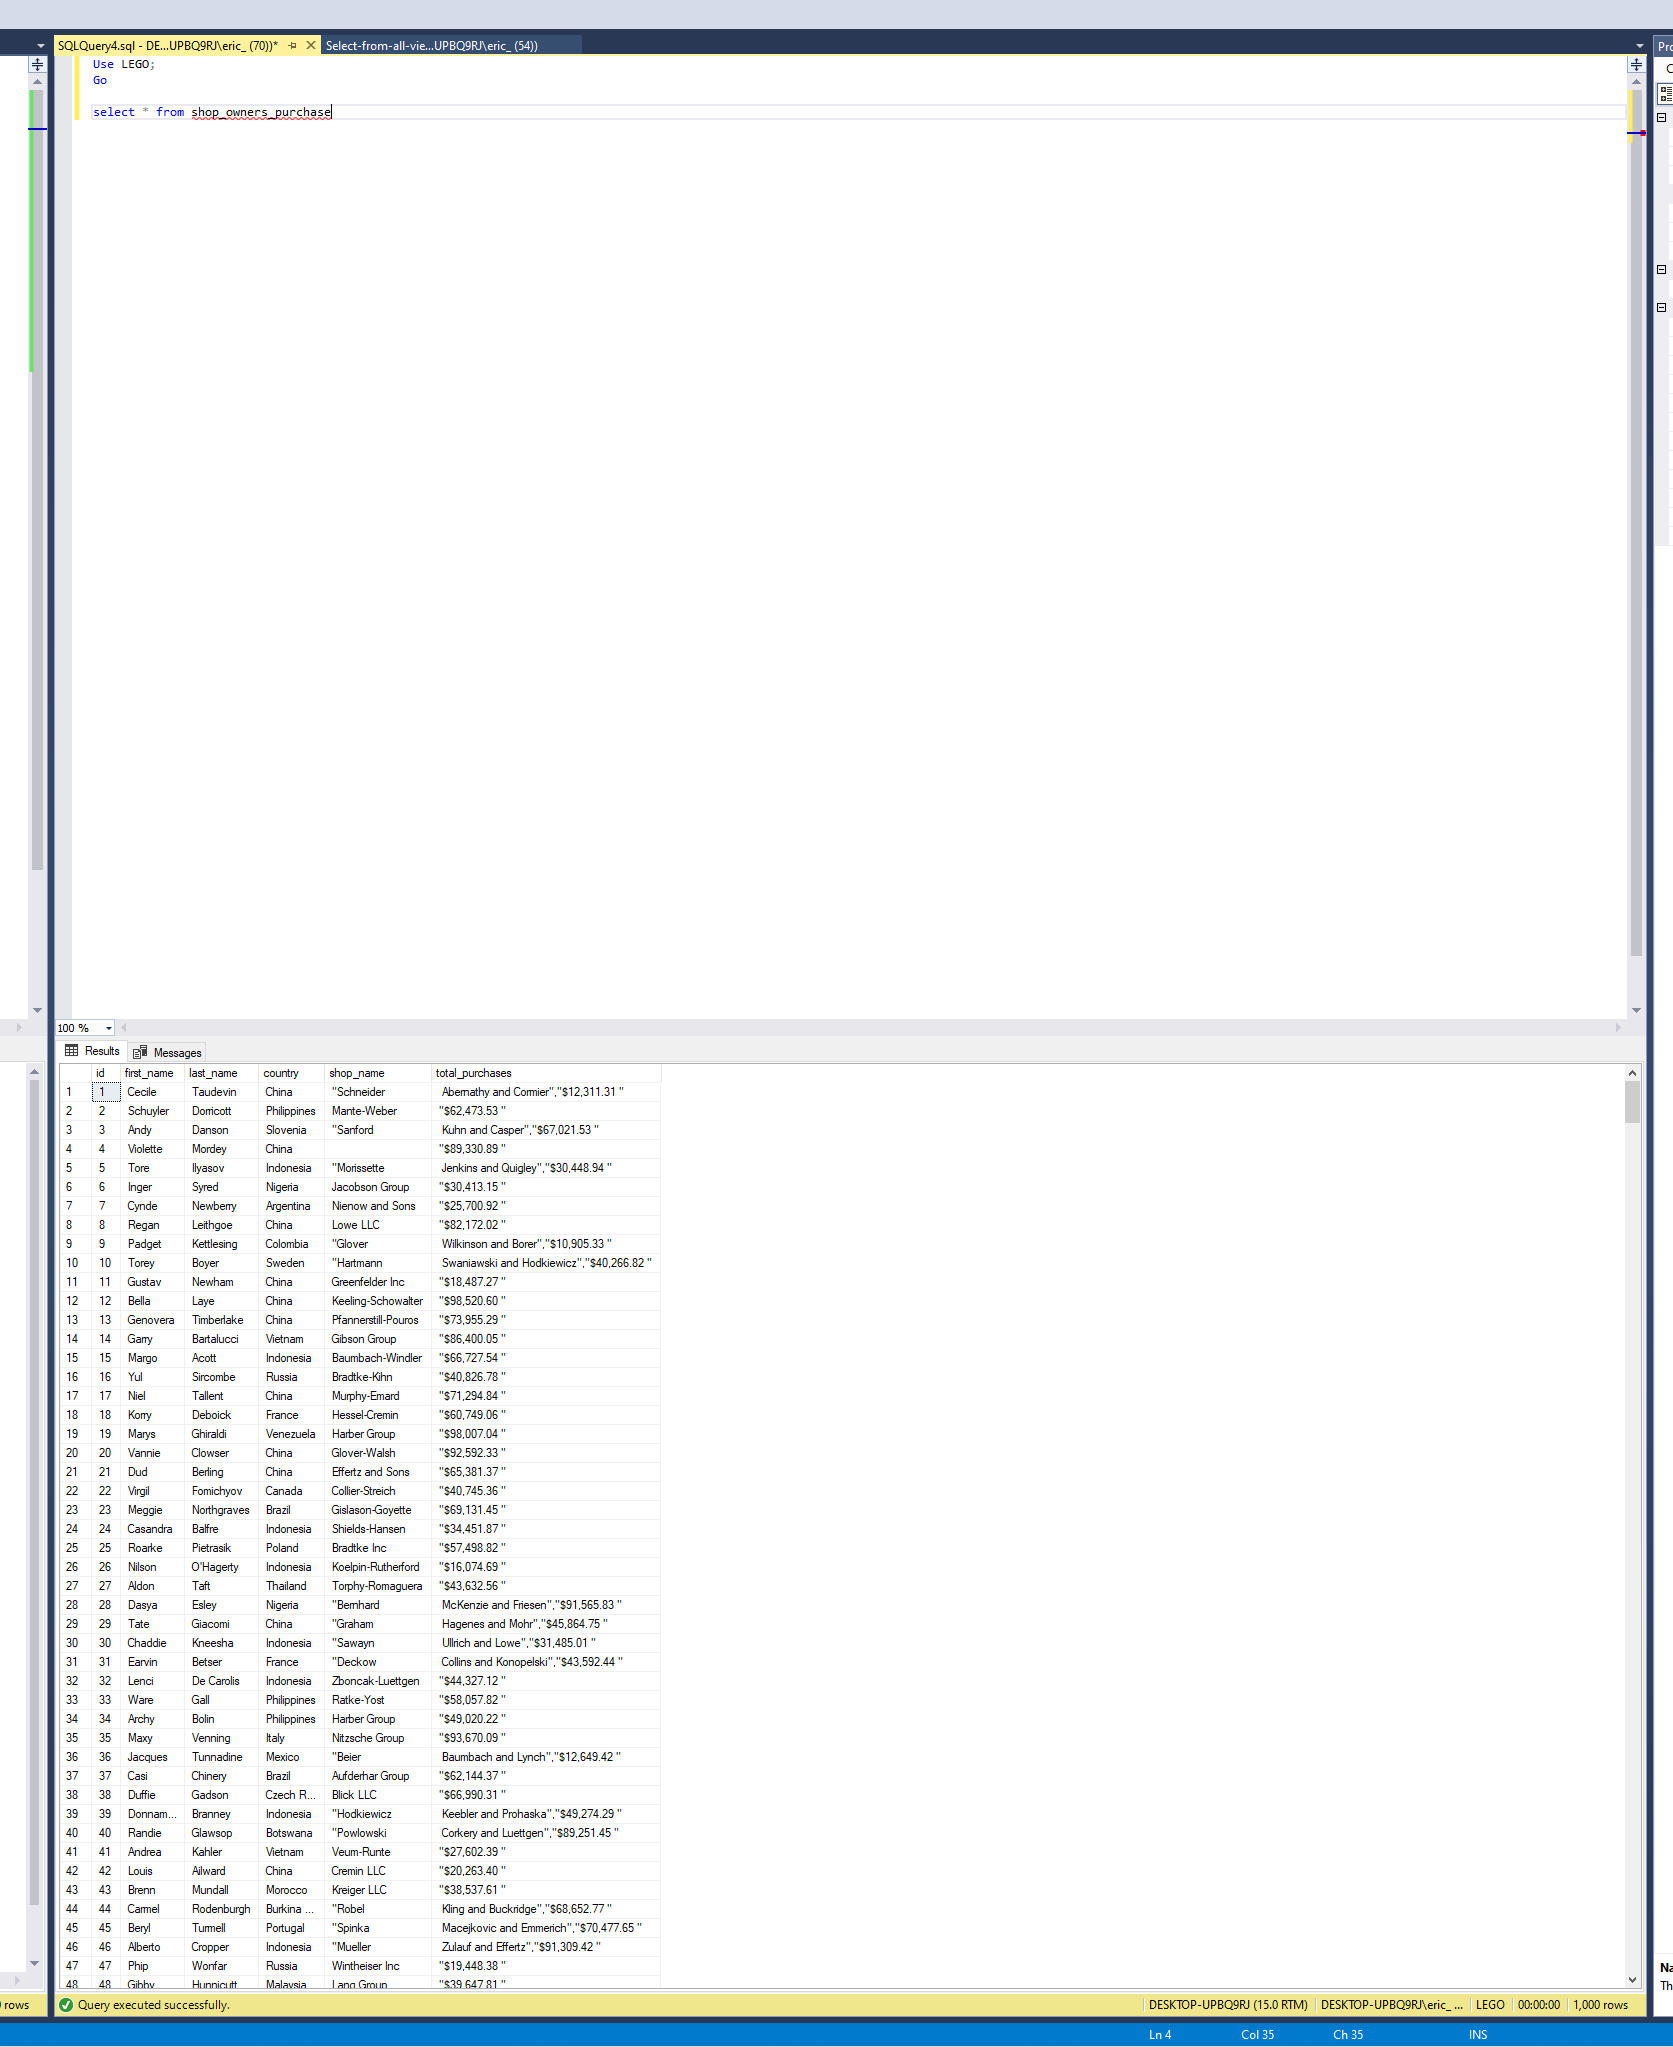 SQLQuery4.sql - DE...UPBQ9RJ\eric_ (70))* Select-from-all-vie...UPBQ9RJ\eric_ (54))
Use LEGO;
Go
select * from shop_owners_purchase
100 %
Results Messages
id first_name last_name country shop_name total_purchases
1 1 Cecile Taudevin China "Schneider Abernathy and Cormier","$12,311.31 "
2 2 Schuyler Dorricott Philippines Mante-Weber "$62,473.53 "
3 3 Andy Danson Slovenia "Sanford Kuhn and Casper","$67,021.53 "
4 4 Violette Mordey China "$89,330.89 "
5 5 Tore Ilyasov Indonesia "Morissette Jenkins and Quigley","$30,448.94 "
6 6 Inger Syred Nigeria Jacobson Group "$30,413.15 "
7 7 Cynde Newberry Argentina Nienow and Sons "$25,700.92 "
8 8 Regan Leithgoe China Lowe LLC "$82,172.02 "
9 9 Padget Kettlesing Colombia "Glover Wilkinson and Borer","$10,905.33 "
10 10 Torey Boyer Sweden "Hartmann Swaniawski and Hodkiewicz","$40,266.82 "
11 11 Gustav Newham China Greenfelder Inc "$18,487.27 "
12 12 Bella Laye China Keeling-Schowalter "$98,520.60 "
13 13 Genovera Timberlake China Pfannerstill-Pouros "$73,955.29 "
14 14 Garry Bartalucci Vietnam Gibson Group "$86,400.05 "
15 15 Margo Acott Indonesia Baumbach-Windler "$66,727.54 "
16 16 Yul Sircombe Russia Bradtke-Kihn "$40,826.78 "
17 17 Niel Tallent China Murphy-Emard "$71,294.84 "
18 18 Korry Deboick France Hessel-Cremin "$60,749.06 "
19 19 Marys Ghiraldi Venezuela Harber Group "$98,007.04 "
20 20 Vannie Clowser China Glover-Walsh "$92,592.33 "
21 21 Dud Berling China Effertz and Sons "$65,381.37 "
22 22 Virgil Fomichyov Canada Collier-Streich "$40,745.36 "
23 23 Meggie Northgraves Brazil Gislason-Goyette "$69,131.45 "
24 24 Casandra Balfre Indonesia Shields-Hansen "$34,451.87 "
25 25 Roarke Pietrasik Poland Bradtke Inc "$57,498.82 "
26 26 Nilson O'Hagerty Indonesia Koelpin-Rutherford "$16,074.69 "
27 27 Aldon Taft Thailand Torphy-Romaguera "$43,632.56 "
28 28 Dasya Esley Nigeria "Bernhard McKenzie and Friesen","$91,565.83 "
29 29 Tate Giacomi China "Graham Hagenes and Mohr","$45,864.75 "
30 30 Chaddie Kneesha Indonesia "Sawayn Ullrich and Lowe","$31,485.01 "
31 31 Earvin Betser France "Deckow Collins and Konopelski","$43,592.44 "
32 32 Lenci De Carolis Indonesia Zboncak-Luettgen "$44,327.12 "
33 33 Ware Gall Philippines Ratke-Yost "$58,057.82 "
34 34 Archy Bolin Philippines Harber Group "$49,020.22 "
35 35 Maxy Venning Italy Nitzsche Group "$93,670.09 "
36 36 Jacques Tunnadine Mexico "Beier Baumbach and Lynch","$12,649.42 "
37 37 Casi Chinery Brazil Aufderhar Group "$62,144.37 "
38 38 Duffie Gadson Czech R... Blick LLC "$66,990.31 "
39 39 Donnam... Branney Indonesia "Hodkiewicz Keebler and Prohaska","$49,274.29 "
40 40 Randie Glawsop Botswana "Powlowski Corkery and Luettgen","$89,251.45 "
41 41 Andrea Kahler Vietnam Veum-Runte "$27,602.39 "
42 42 Louis Ailward China Cremin LLC "$20,263.40 "
43 43 Brenn Mundall Morocco Kreiger LLC "$38,537.61 "
44 44 Carmel Rodenburgh Burkina ... "Robel Kling and Buckridge","$68,652.77 "
45 45 Beryl Turmell Portugal "Spinka Macejkovic and Emmerich","$70,477.65 "
46 46 Alberto Cropper Indonesia "Mueller Zulauf and Effertz","$91,309.42 "
47 47 Phip Wonfar Russia Wintheiser Inc "$19,448.38 "
48 48 Gibby Hunnicutt Malaysia Lang Group "$39,647.81 "
rows Query executed successfully. DESKTOP-UPBQ9RJ (15.0 RTM) DESKTOP-UPBQ9RJ\eric_ ... LEGO 00:00:00 1,000 rows
Ln 4 Col 35 Ch 35 INS